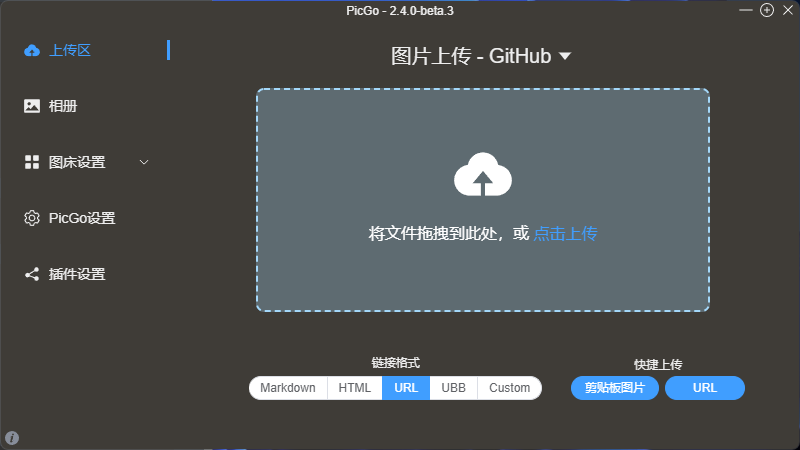 PicGo - 2.4.0-beta.3
上传区
相册
图床设置
PicGo设置
插件设置
图片上传 - GitHub
将文件拖拽到此处，或 点击上传
链接格式
Markdown HTML URL UBB Custom
快捷上传
剪贴板图片 URL